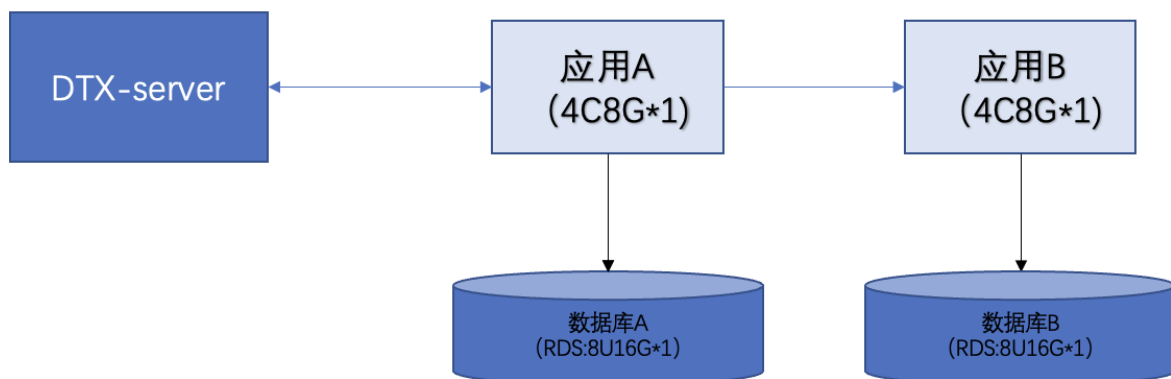 DTX-server
应用A
（4C8G*1）
应用B
（4C8G*1）
数据库A
（RDS:8U16G*1）
数据库B
（RDS:8U16G*1）